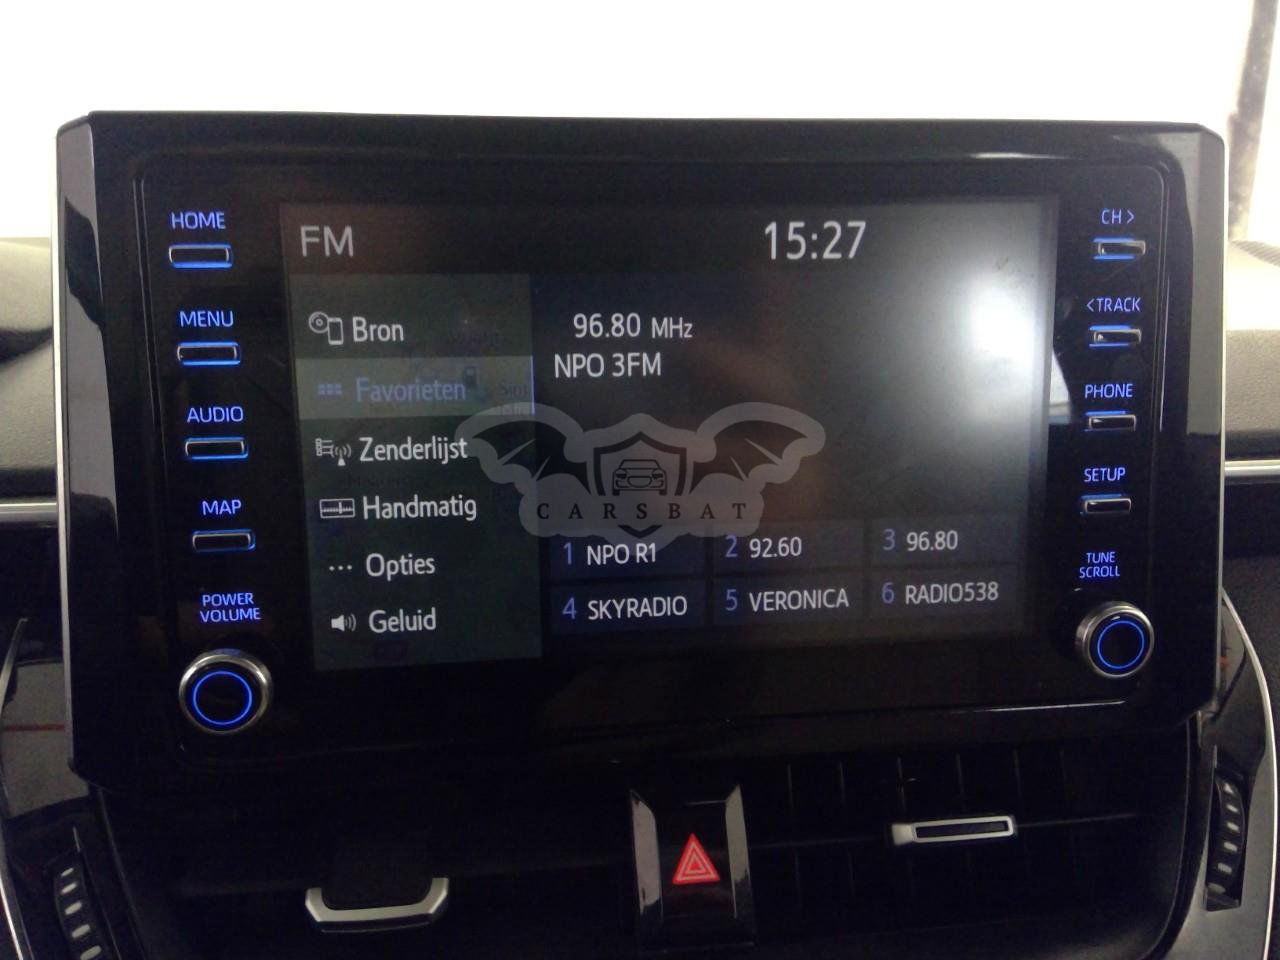 HOME
MENU
AUDIO
MAP
POWER
VOLUME
FM
15:27
Bron
Favorieten
Zenderlijst
Handmatig
Opties
Geluid
96.80 MHz
NPO 3FM
CARSBAT
1 NPO R1
2 92.60
3 96.80
4 SKYRADIO
5 VERONICA
6 RADIO538
CH >
<TRACK
PHONE
SETUP
TUNE
SCROLL